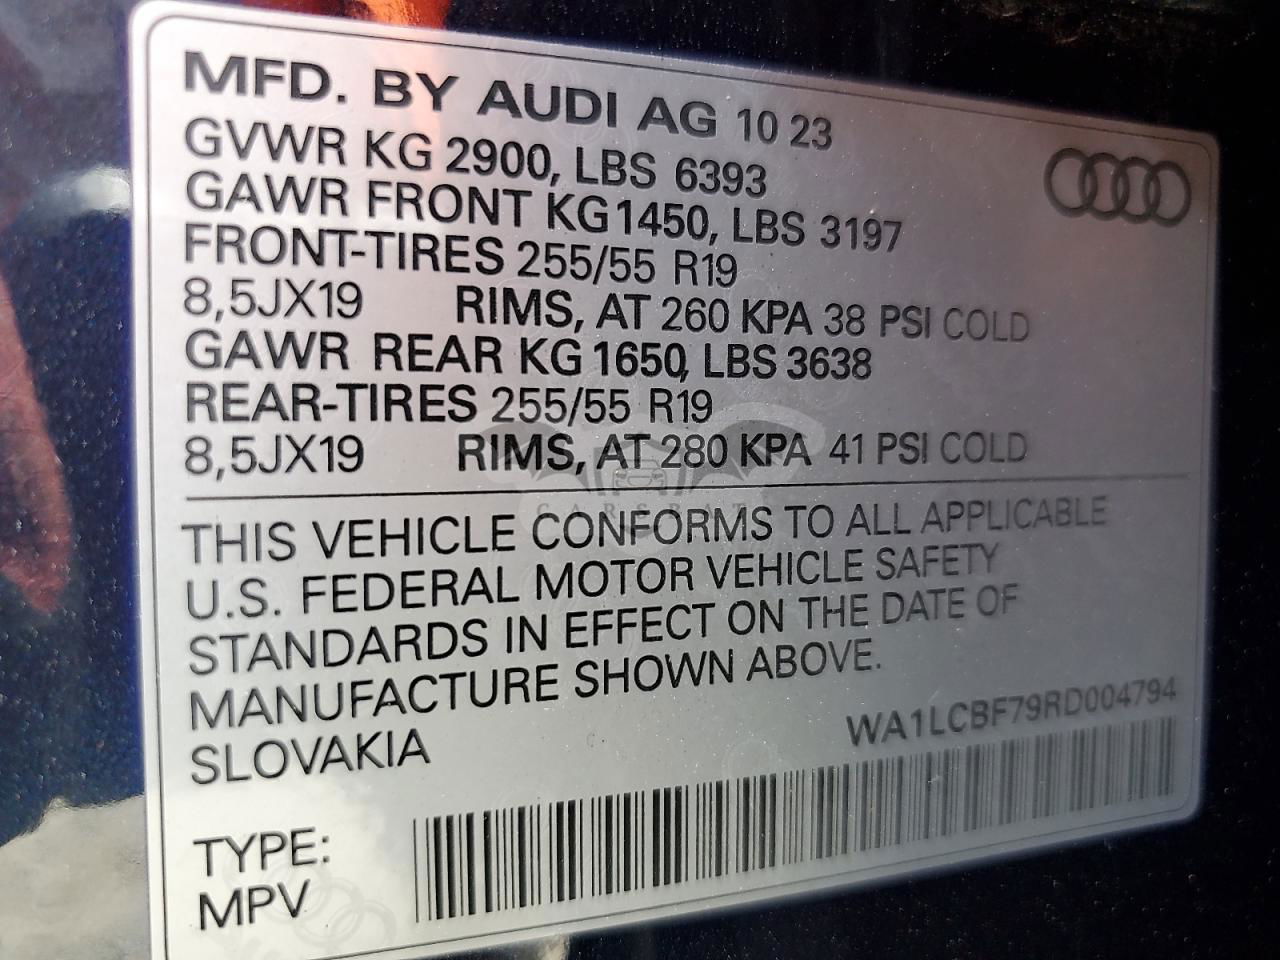 MFD. BY AUDI AG 10 23
GVWR KG 2900, LBS 6393
GAWR FRONT KG 1450, LBS 3197
FRONT-TIRES 255/55 R19
8,5JX19 RIMS, AT 260 KPA 38 PSI COLD
GAWR REAR KG 1650, LBS 3638
REAR-TIRES 255/55 R19
8,5JX19 RIMS, AT 280 KPA 41 PSI COLD
THIS VEHICLE CONFORMS TO ALL APPLICABLE
U.S. FEDERAL MOTOR VEHICLE SAFETY
STANDARDS IN EFFECT ON THE DATE OF
MANUFACTURE SHOWN ABOVE.
SLOVAKIA
WA1LCBF79RD004794
TYPE:
MPV